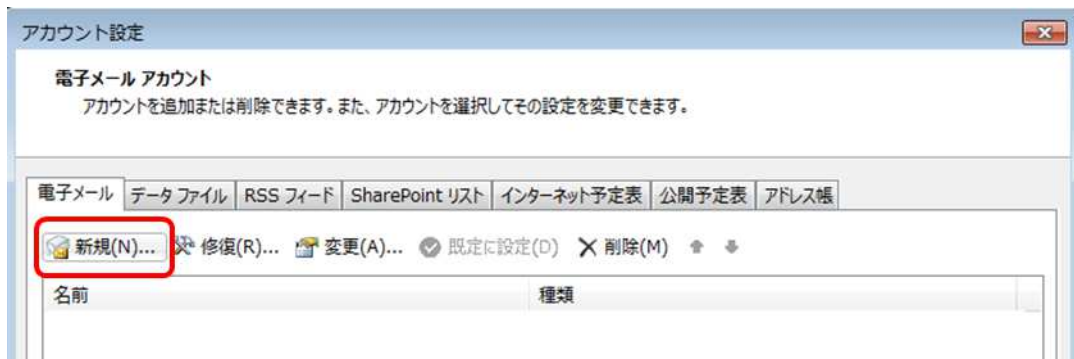 アカウント設定
電子メール アカウント
アカウントを追加または削除できます。また、アカウントを選択してその設定を変更できます。
電子メール データ ファイル RSS フィード SharePoint リスト インターネット予定表 公開予定表 アドレス帳
新規(N)... 修復(R)... 変更(A)... 既定に設定(D) 削除(M)
名前 種類